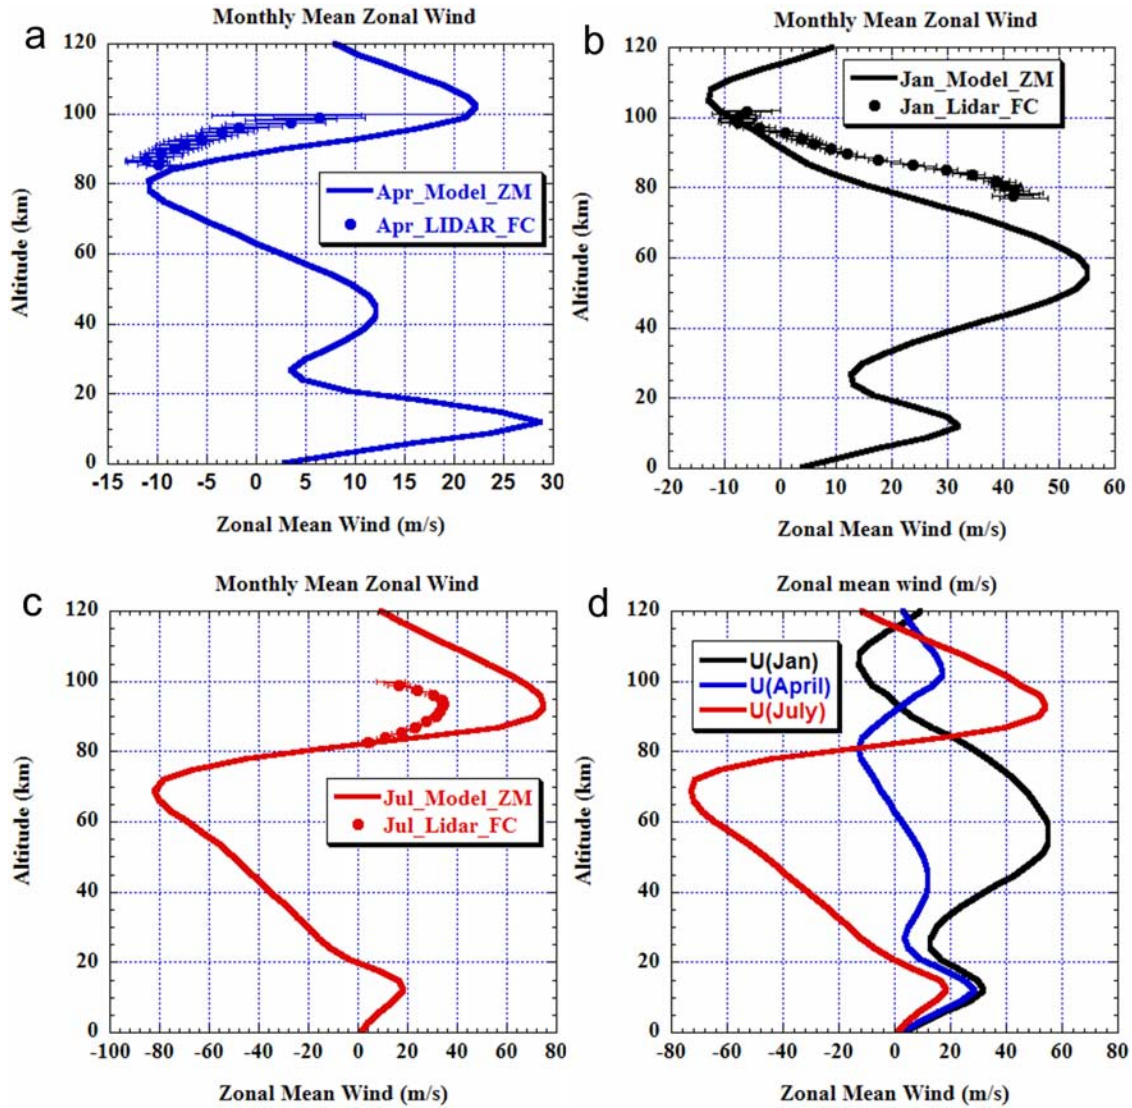 a
Monthly Mean Zonal Wind
120
100
80
60
40
20
0
Altitude (km)
Apr_Model_ZM
Apr_LIDAR_FC
-15 -10 -5 0 5 10 15 20 25 30
Zonal Mean Wind (m/s)
b
Monthly Mean Zonal Wind
120
100
80
60
40
20
0
Altitude (km)
Jan_Model_ZM
Jan_Lidar_FC
-20 -10 0 10 20 30 40 50 60
Zonal Mean Wind (m/s)
c
Monthly Mean Zonal Wind
120
100
80
60
40
20
0
Altitude (km)
Jul_Model_ZM
Jul_Lidar_FC
-100 -80 -60 -40 -20 0 20 40 60 80
Zonal Mean Wind (m/s)
d
Zonal mean wind (m/s)
120
100
80
60
40
20
0
Altitude (km)
U(Jan)
U(April)
U(July)
-80 -60 -40 -20 0 20 40 60 80
Zonal Mean Wind (m/s)